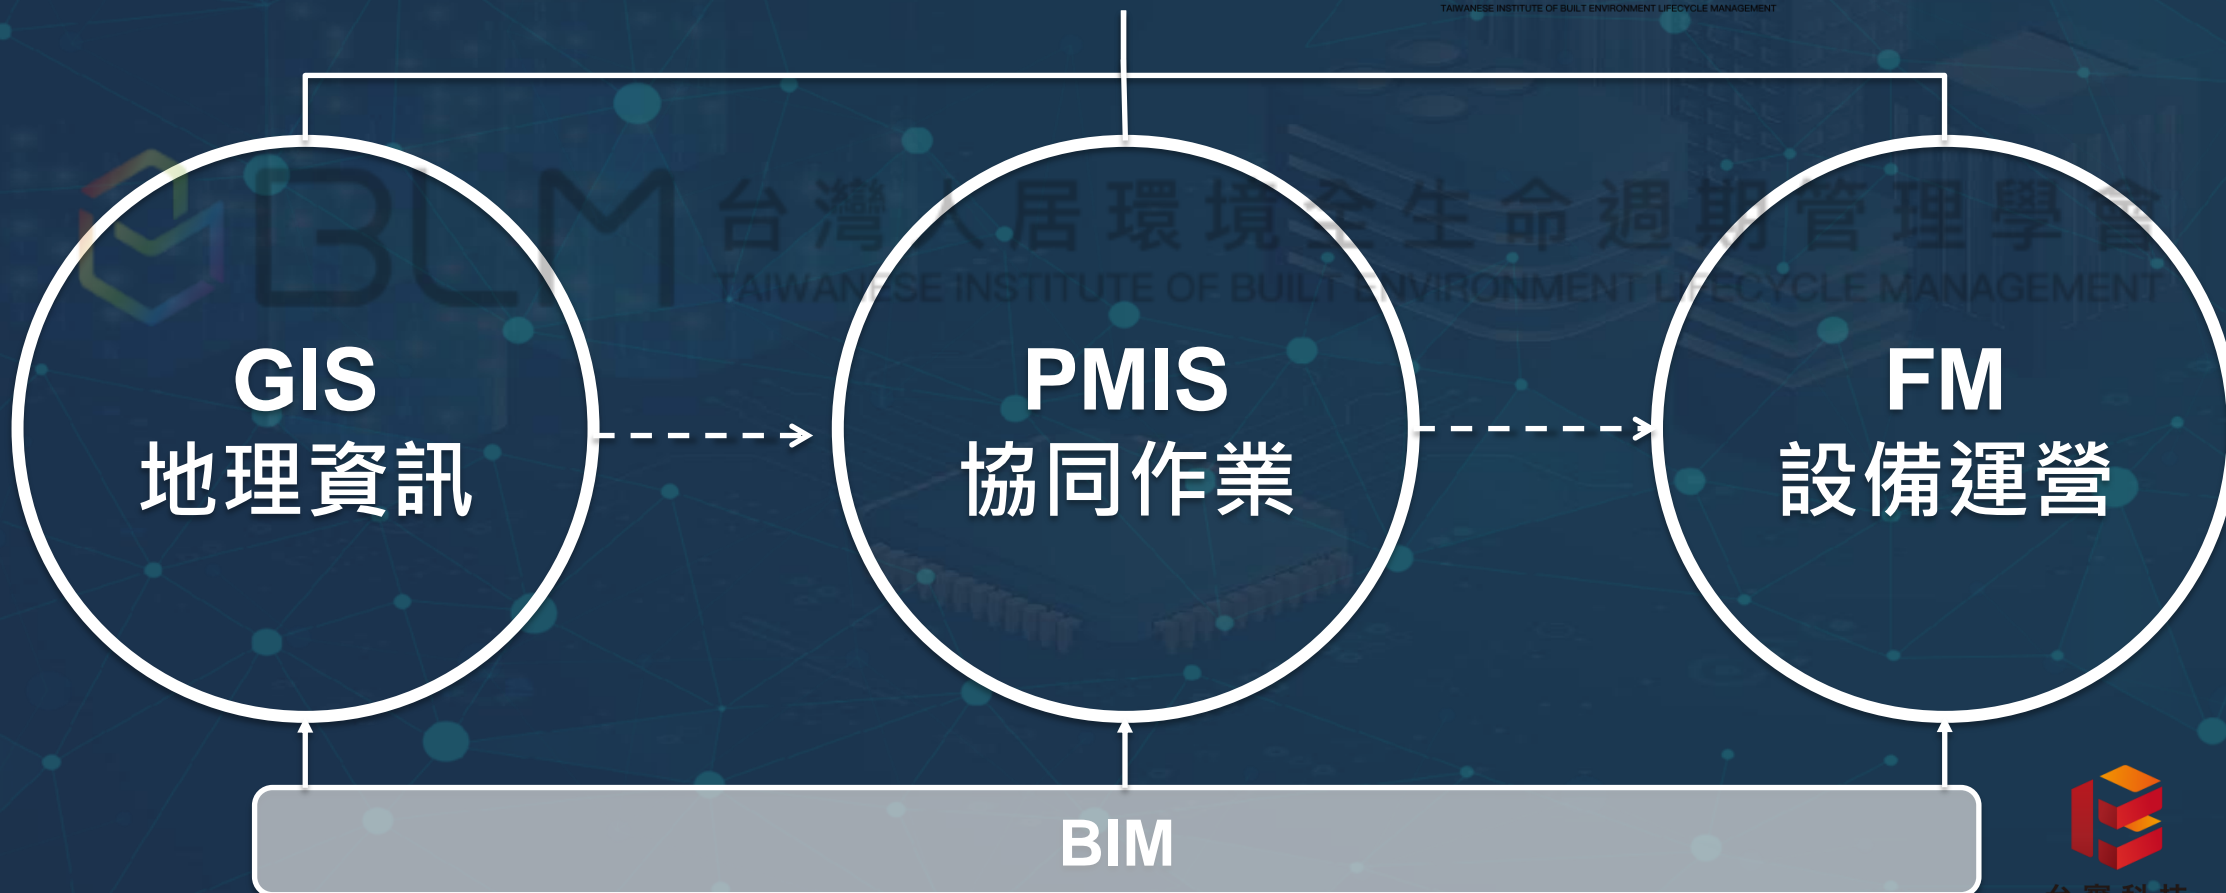 TAIWANESE INSTITUTE OF BUILT ENVIRONMENT LIFECYCLE MANAGEMENT
BLM 台灣人居環境全生命週期管理學會
TAIWANESE INSTITUTE OF BUILT ENVIRONMENT LIFECYCLE MANAGEMENT
GIS
地理資訊
PMIS
協同作業
FM
設備運營
BIM